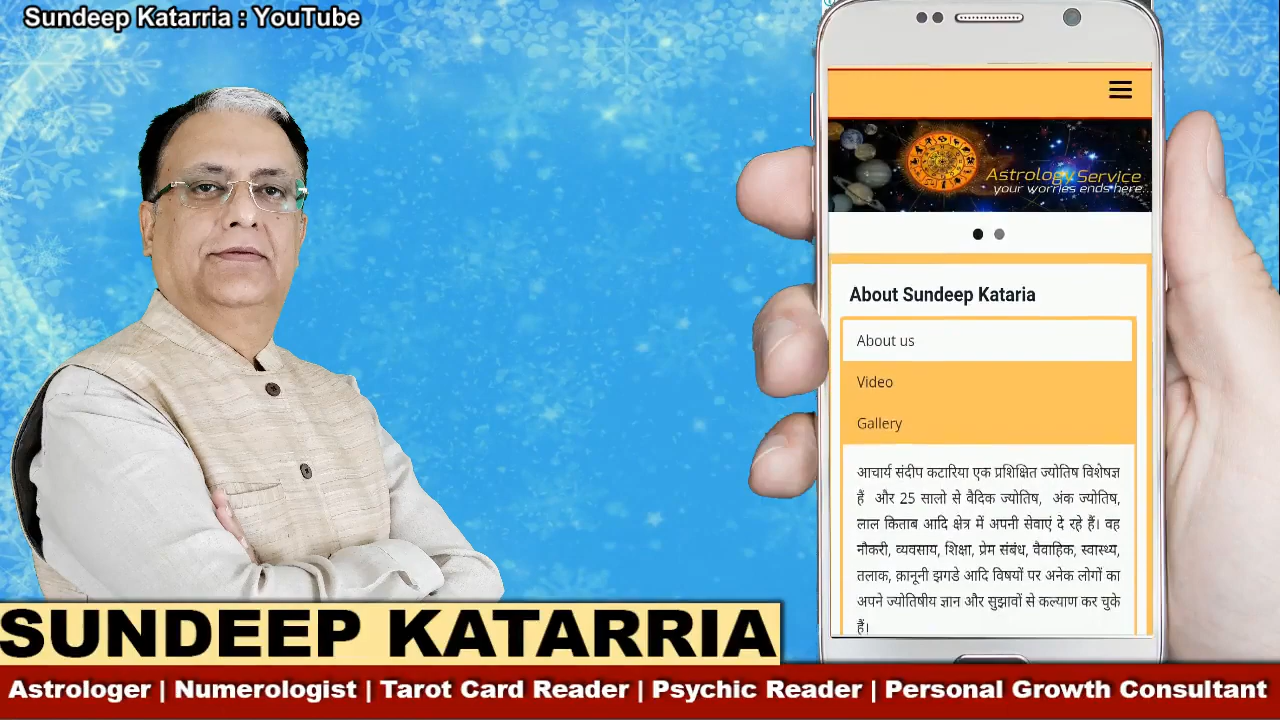 Sundeep Katarria : YouTube
Astrology Service
your worries ends here...
About Sundeep Kataria
About us
Video
Gallery
आचार्य संदीप कटारिया एक प्रशिक्षित ज्योतिष विशेषज्ञ
हैं और 25 सालो से वैदिक ज्योतिष, अंक ज्योतिष,
लाल किताब आदि क्षेत्र में अपनी सेवाएं दे रहे हैं। वह
नौकरी, व्यवसाय, शिक्षा, प्रेम संबंध, वैवाहिक, स्वास्थ्य,
तलाक, क़ानूनी झगडे आदि विषयों पर अनेक लोगों का
अपने ज्योतिषीय ज्ञान और सुझावों से कल्याण कर चुके
हैं।
SUNDEEP KATARRIA
Astrologer | Numerologist | Tarot Card Reader | Psychic Reader | Personal Growth Consultant